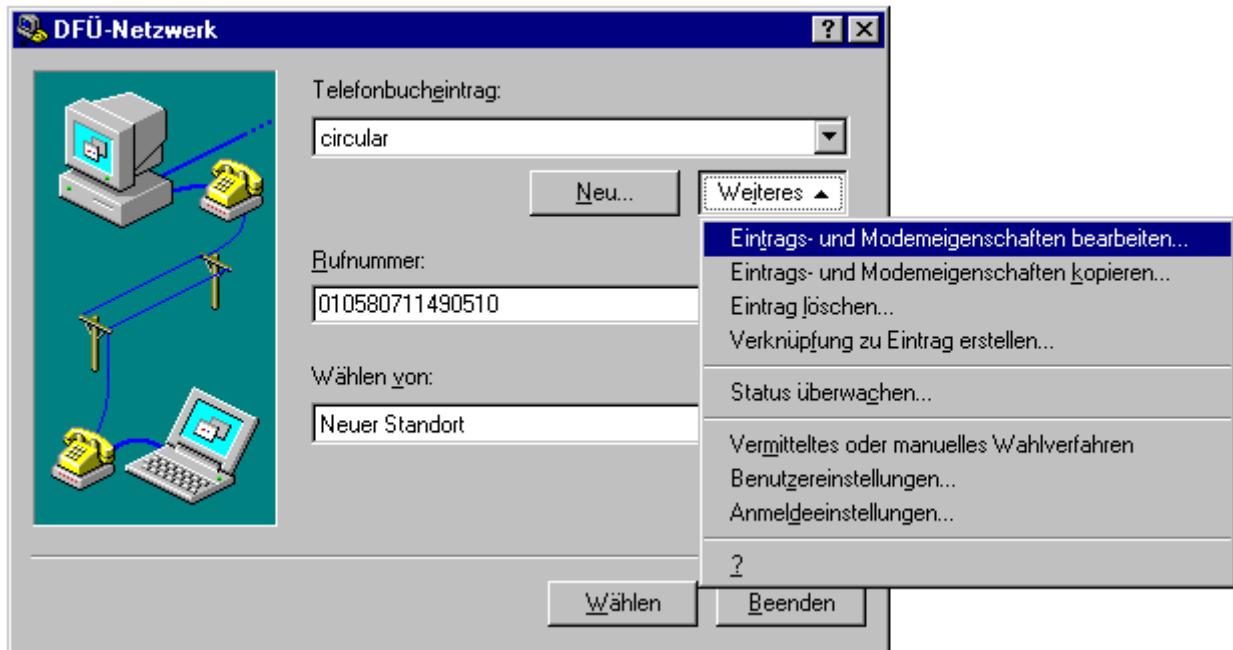 DFÜ-Netzwerk
Telefonbucheintrag:
circular
Neu...
Weiteres
Rufnummer:
010580711490510
Wählen von:
Neuer Standort
Eintrags- und Modemeigenschaften bearbeiten...
Eintrags- und Modemeigenschaften kopieren...
Eintrag löschen...
Verknüpfung zu Eintrag erstellen...
Status überwachen...
Vermitteltes oder manuelles Wahlverfahren
Benutzereinstellungen...
Anmeldeeinstellungen...
?
Wählen
Beenden